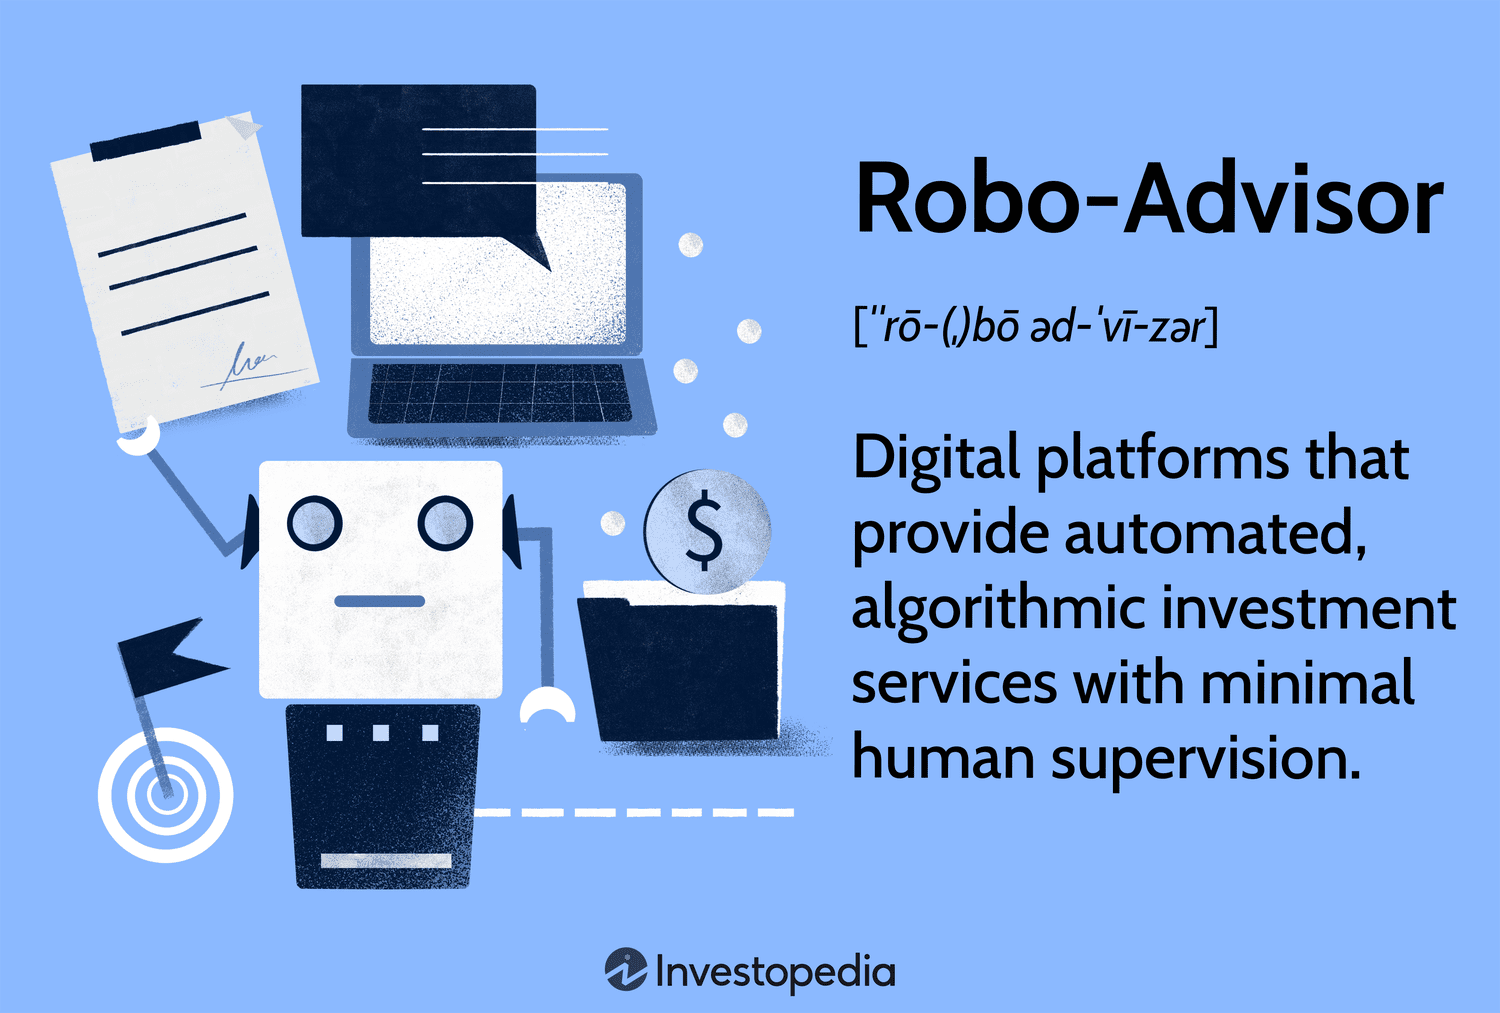 Robo-Advisor
[ˈˈrō-(ˌ)bō əd-ˈvī-zər]
Digital platforms that
provide automated,
algorithmic investment
services with minimal
human supervision.
$
Investopedia